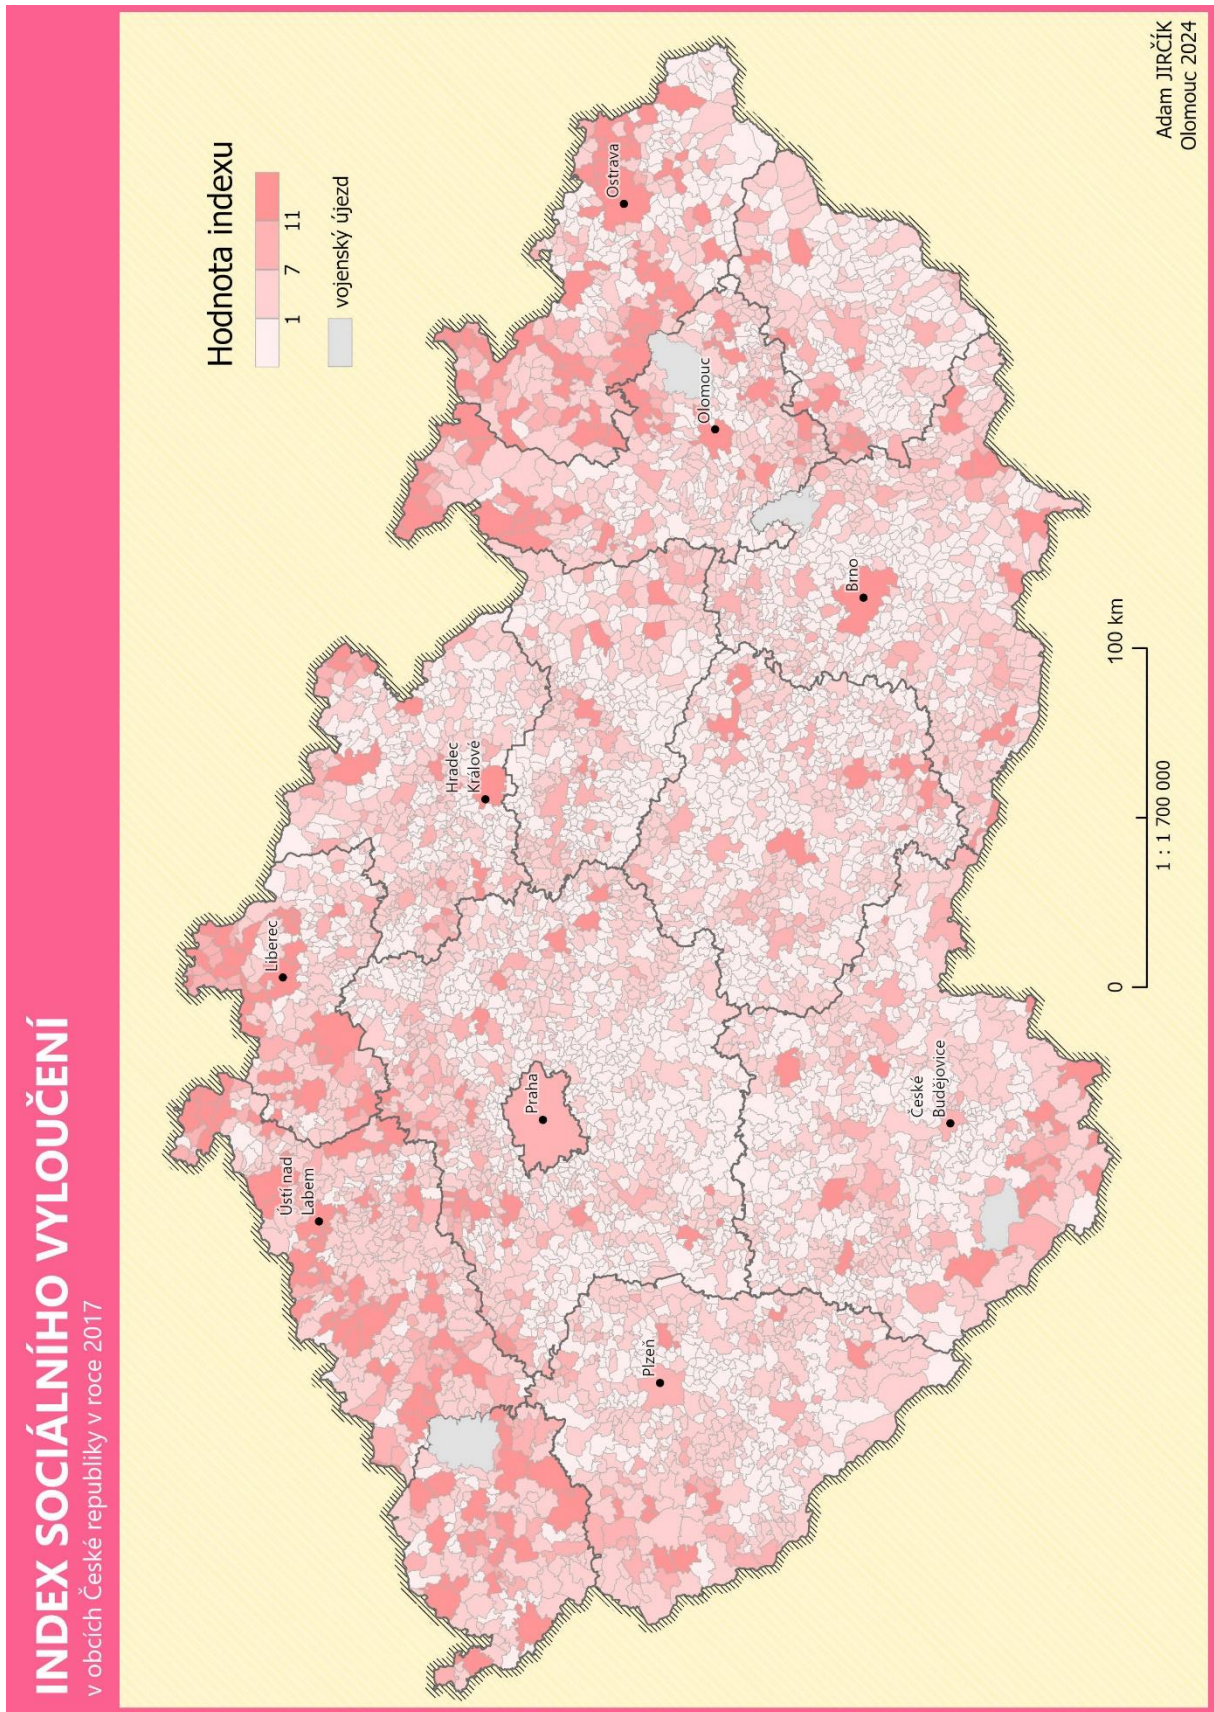 INDEX SOCIÁLNÍHO VYLOUČENÍ
v obcích České republiky v roce 2017
Hodnota indexu
1 7 11
vojenský újezd
Liberec
Ústí nad
Labem
Hradec
Králové
Praha
Ostrava
Plzeň
Olomouc
Brno
České
Budějovice
0 100 km
1 : 1 700 000
Adam JIRČÍK
Olomouc 2024